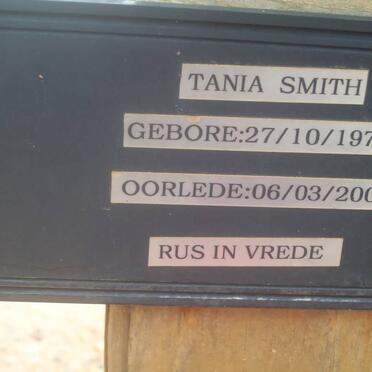 TANIA SMITH
GEBORE:27/10/197
OORLEDE:06/03/200
RUS IN VREDE